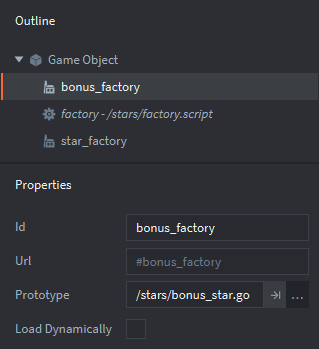 Outline
Game Object
bonus_factory
factory - /stars/factory.script
star_factory
Properties
Id bonus_factory
Url #bonus_factory
Prototype /stars/bonus_star.go ...
Load Dynamically